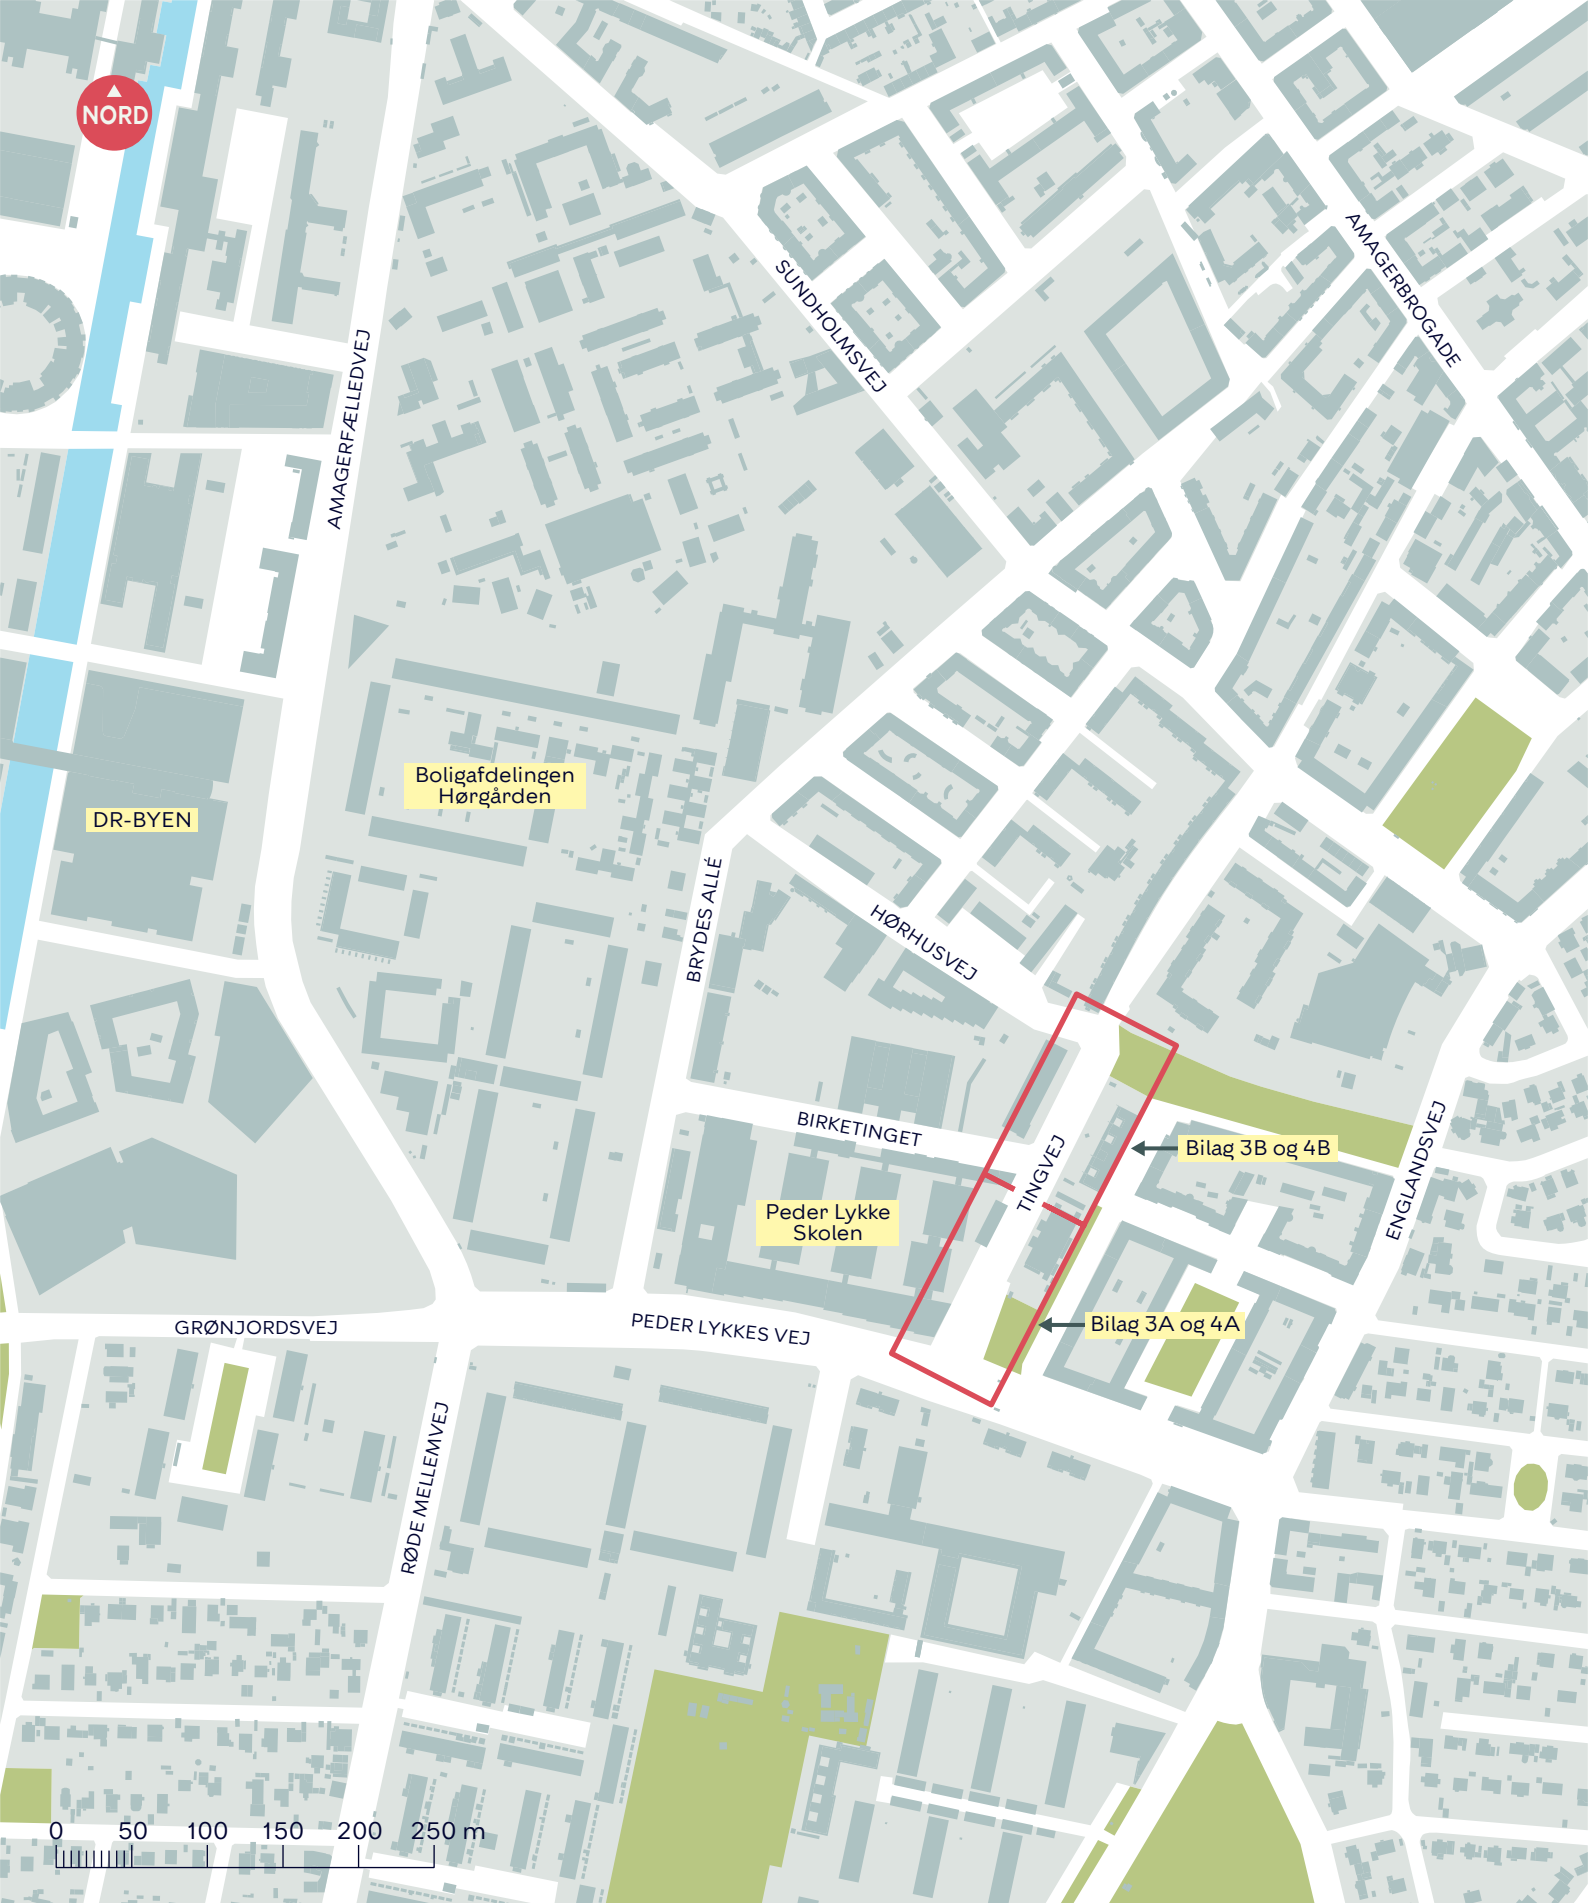 NORD
AMAGERBROGADE
SUNDHOLMSVEJ
AMAGERFÆLLEDVEJ
Boligafdelingen
Hørgården
DR-BYEN
BRYDES ALLÉ
HØRHUSVEJ
BIRKETINGET
TINGVEJ
Bilag 3B og 4B
ENGLANDSVEJ
Peder Lykke
Skolen
Bilag 3A og 4A
GRØNJORDSVEJ
PEDER LYKKES VEJ
RØDE MELLEMVEJ
0 50 100 150 200 250 m